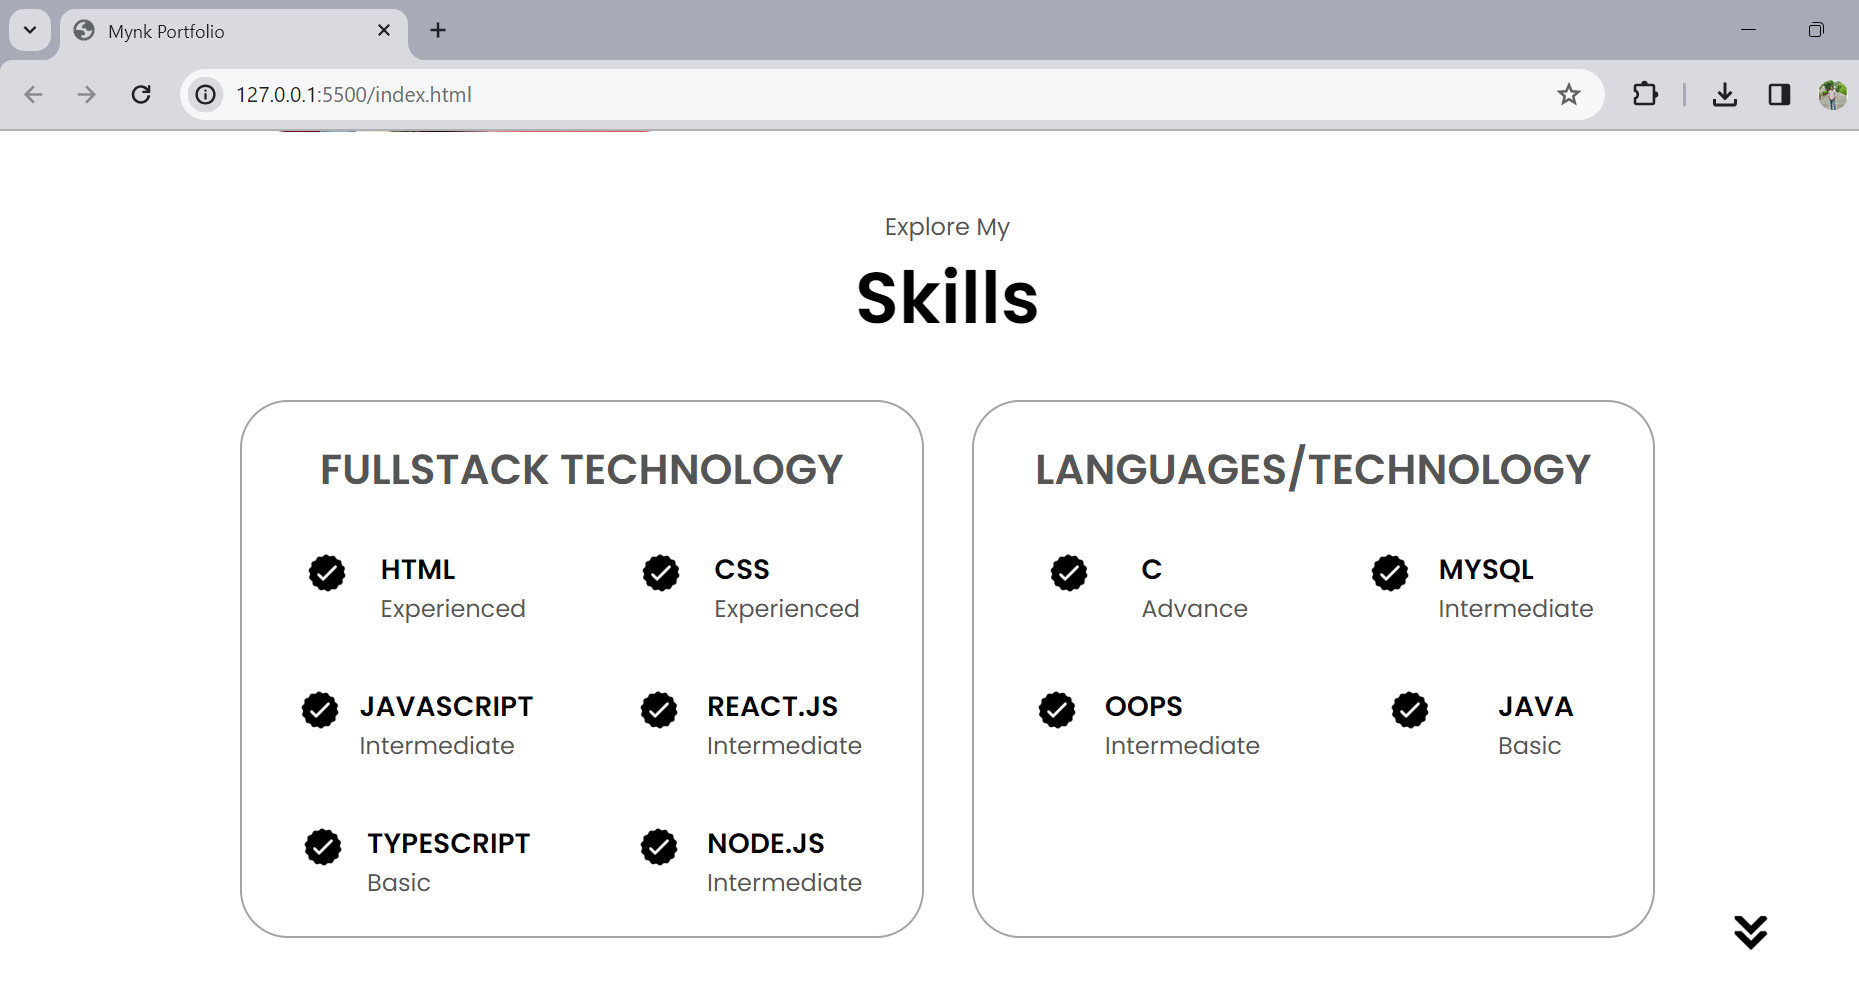 Mynk Portfolio
127.0.0.1:5500/index.html
Explore My
Skills
FULLSTACK TECHNOLOGY
HTML
Experienced
CSS
Experienced
JAVASCRIPT
Intermediate
REACT.JS
Intermediate
TYPESCRIPT
Basic
NODE.JS
Intermediate
LANGUAGES/TECHNOLOGY
C
Advance
MYSQL
Intermediate
OOPS
Intermediate
JAVA
Basic